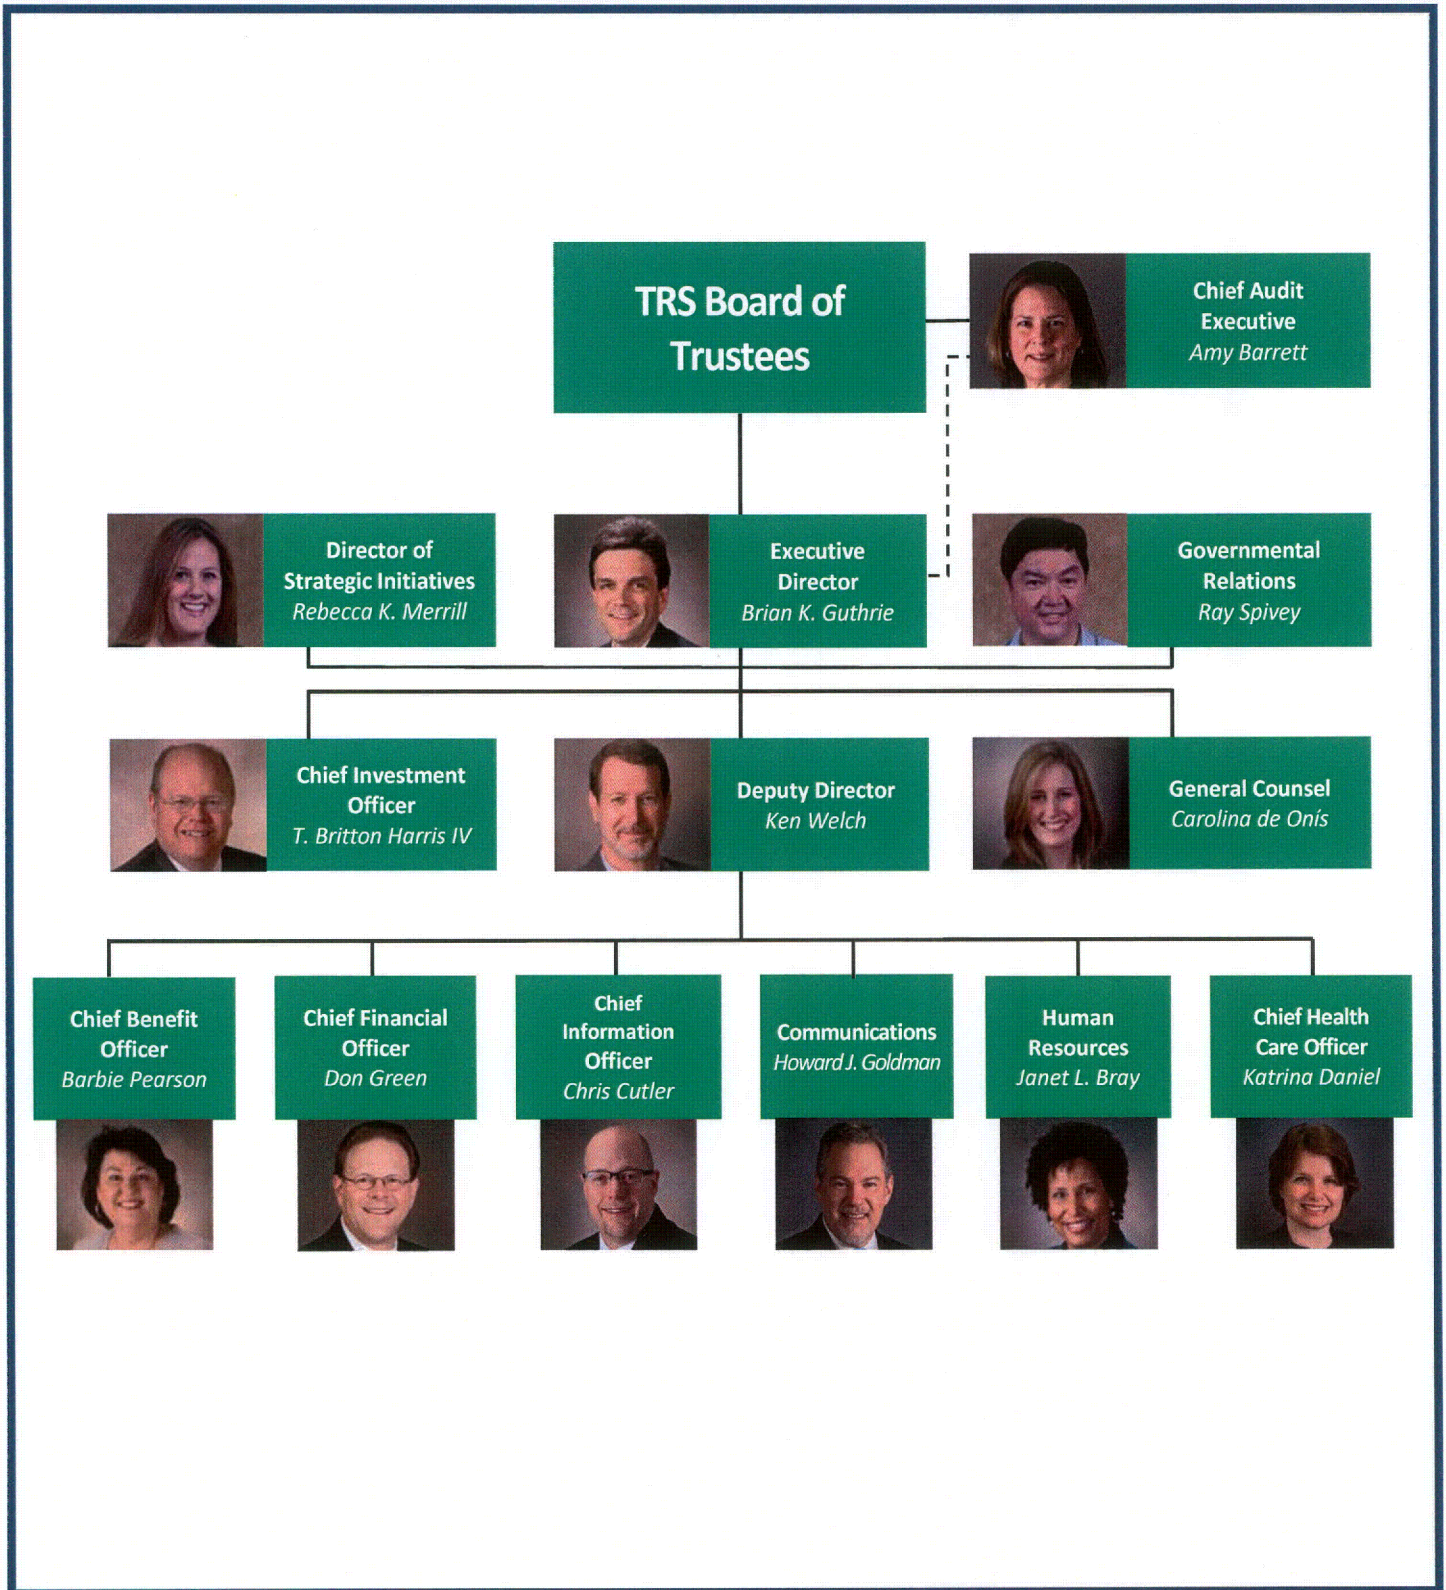 TRS Board of
Trustees
Chief Audit
Executive
Amy Barrett
Director of
Strategic Initiatives
Rebecca K. Merrill
Executive
Director
Brian K. Guthrie
Governmental
Relations
Ray Spivey
Chief Investment
Officer
T. Britton Harris IV
Deputy Director
Ken Welch
General Counsel
Carolina de Onís
Chief Benefit
Officer
Barbie Pearson
Chief Financial
Officer
Don Green
Chief
Information
Officer
Chris Cutler
Communications
Howard J. Goldman
Human
Resources
Janet L. Bray
Chief Health
Care Officer
Katrina Daniel